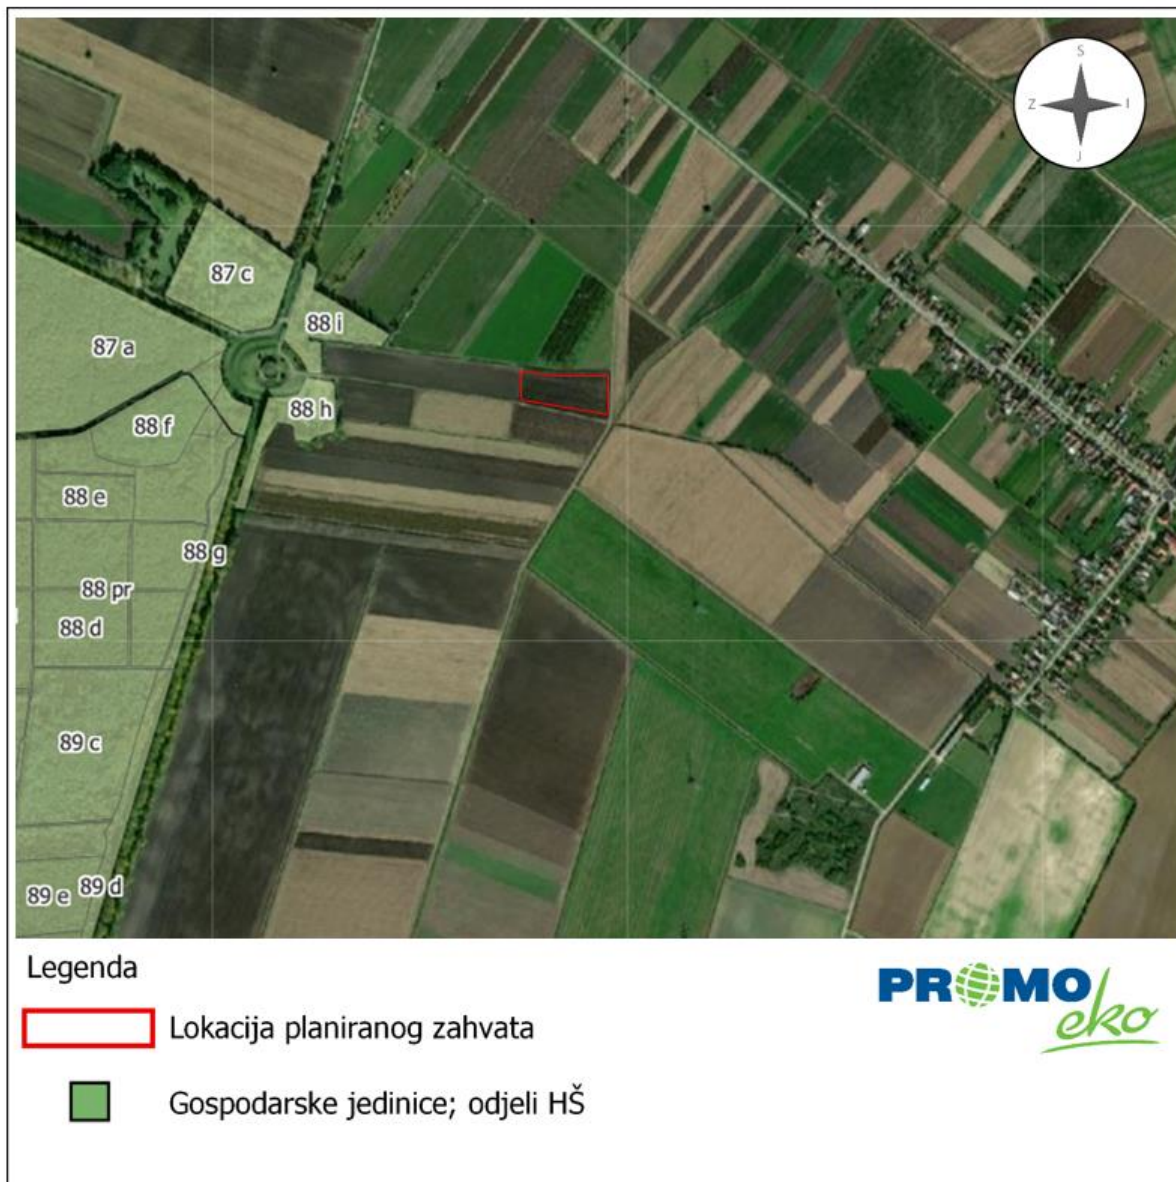 S
Z
I
J
87 c
88 i
87 a
88 h
88 f
88 e
88 g
88 pr
88 d
89 c
89 d
89 e
Legenda
PROMO
eko
Lokacija planiranog zahvata
Gospodarske jedinice; odjeli HŠ